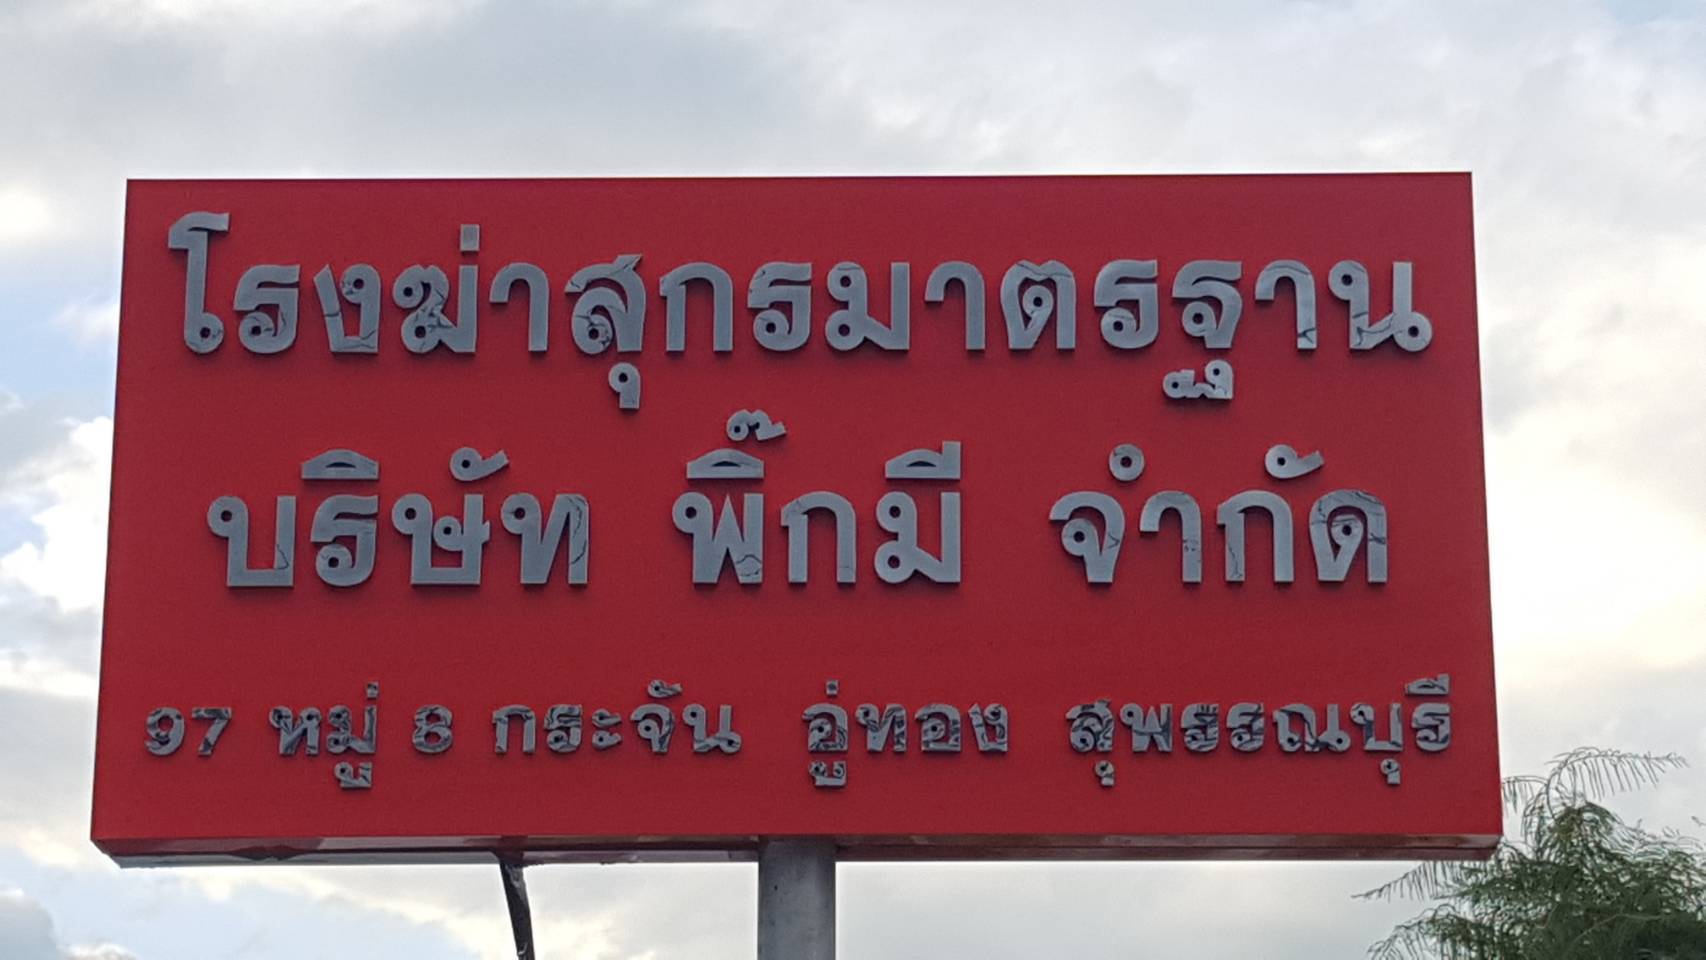 โรงฆ่าสุกรมาตรฐาน
บริษัท พิ๊กมี จำกัด
97 หมู่ 8 กระจัน อู่ทอง สุพรรณบุรี